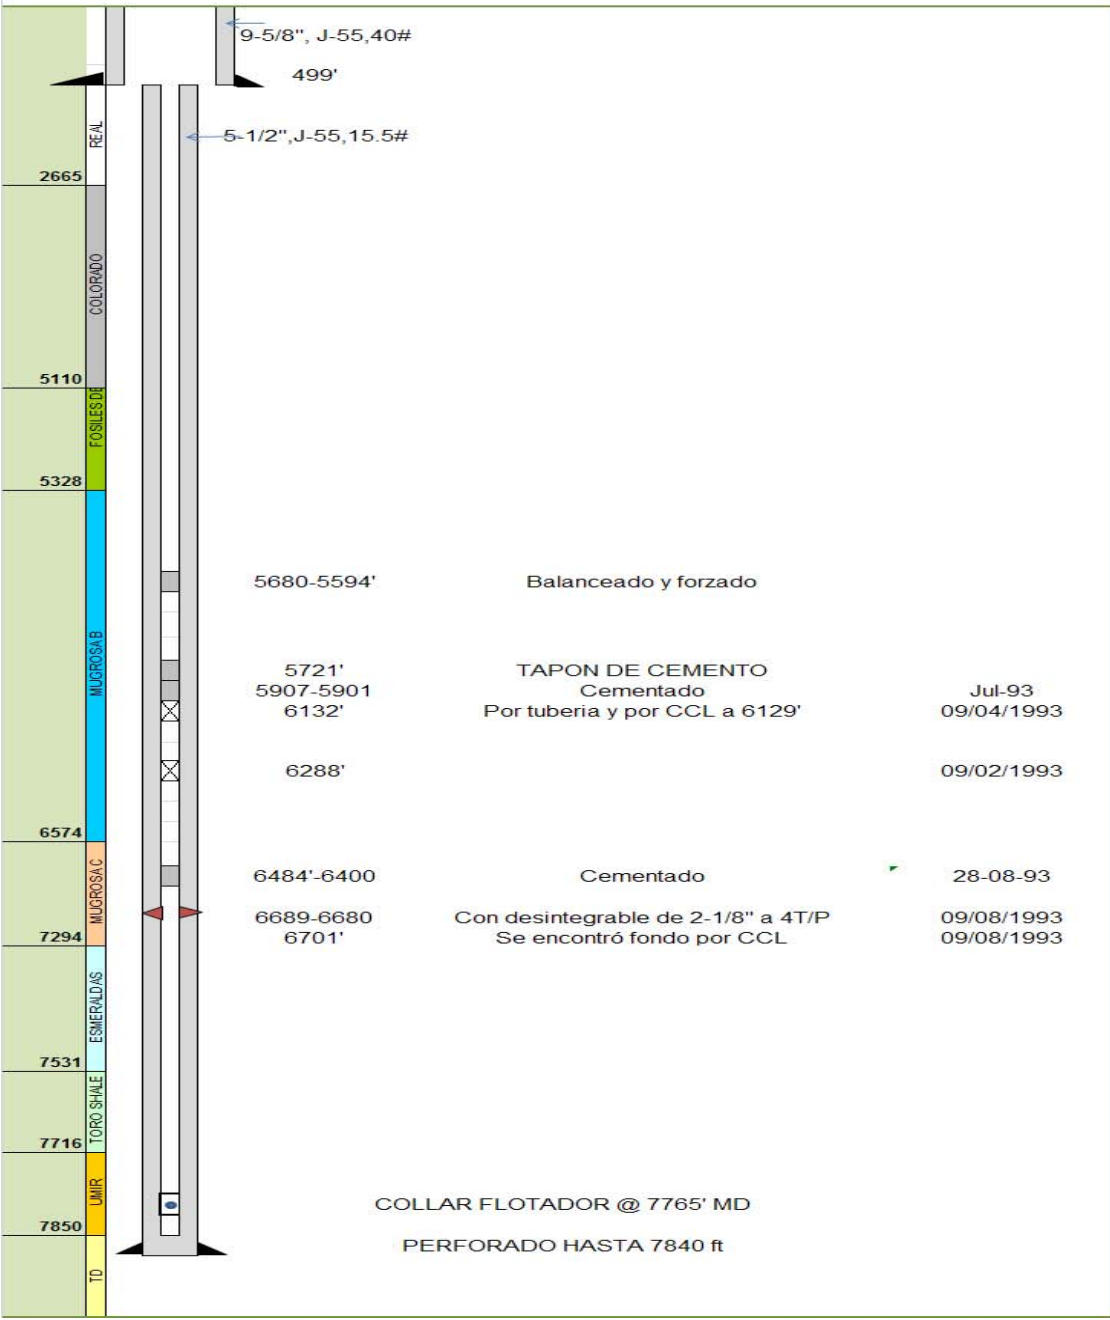 9-5/8", J-55,40#
499'
REAL
5-1/2",J-55,15.5#
2665
COLORADO
5110
FOSILES DE
5328
MUGROSA B
5680-5594' Balanceado y forzado
5721' TAPON DE CEMENTO
5907-5901 Cementado Jul-93
6132' Por tuberia y por CCL a 6129' 09/04/1993
6288' 09/02/1993
6574
MUGROSA C
6484'-6400 Cementado 28-08-93
6689-6680 Con desintegrable de 2-1/8" a 4T/P 09/08/1993
6701' Se encontró fondo por CCL 09/08/1993
7294
ESMERALDAS
7531
TORO SHALE
7716
UMIR
COLLAR FLOTADOR @ 7765' MD
7850
PERFORADO HASTA 7840 ft
TD